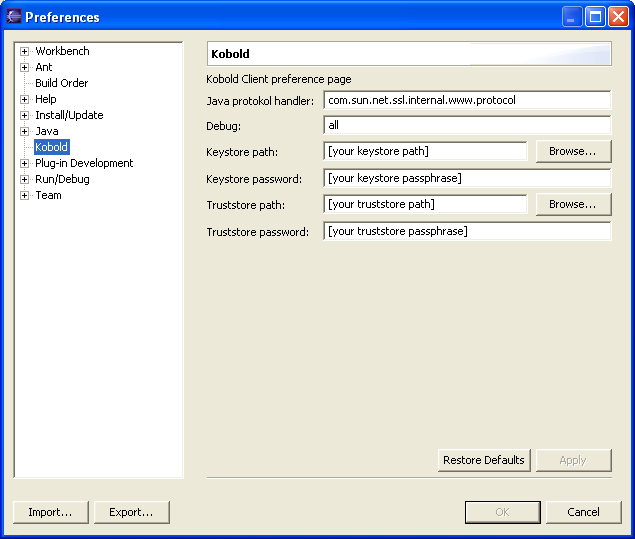 Preferences
Workbench
Ant
Build Order
Help
Install/Update
Java
Kobold
Plug-in Development
Run/Debug
Team
Kobold
Kobold Client preference page
Java protokol handler: com.sun.net.ssl.internal.www.protocol
Debug: all
Keystore path: [your keystore path] Browse...
Keystore password: [your keystore passphrase]
Truststore path: [your truststore path] Browse...
Truststore password: [your truststore passphrase]
Restore Defaults Apply
Import... Export... OK Cancel